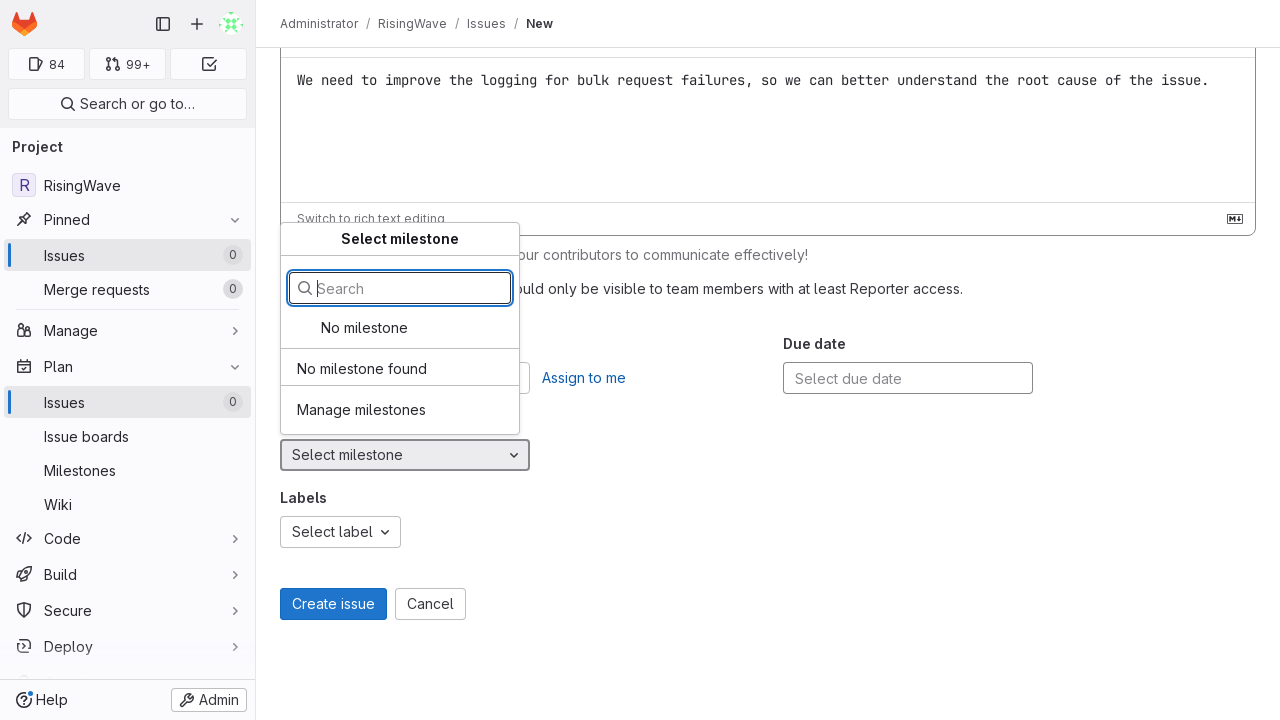 Administrator / RisingWave / Issues / New
84
99+
Search or go to…
Project
R RisingWave
Pinned
Issues 0
Merge requests 0
Manage
Plan
Issues 0
Issue boards
Milestones
Wiki
Code
Build
Secure
Deploy
Help
Admin
We need to improve the logging for bulk request failures, so we can better understand the root cause of the issue.
Switch to rich text editing
our contributors to communicate effectively!
ould only be visible to team members with at least Reporter access.
Select milestone
Search
No milestone
No milestone found
Manage milestones
Assign to me
Due date
Select due date
Select milestone
Labels
Select label
Create issue
Cancel